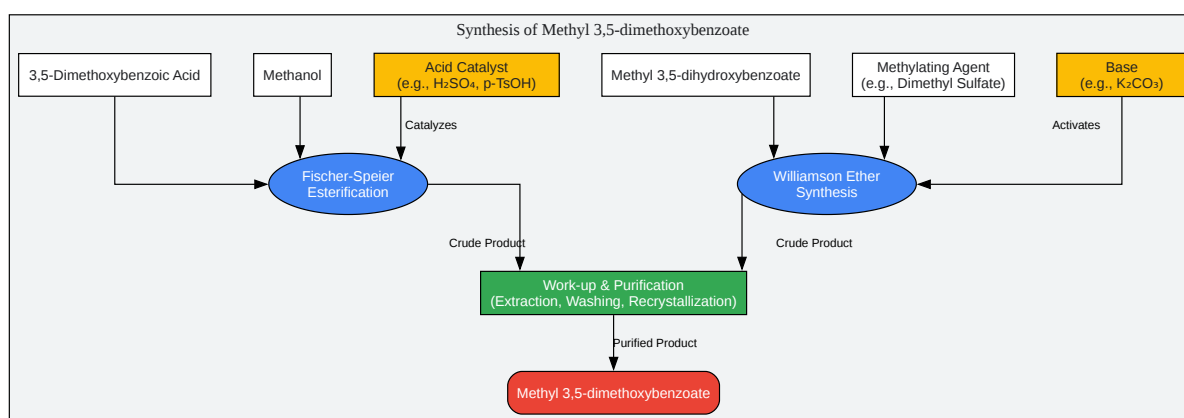 Synthesis of Methyl 3,5-dimethoxybenzoate
3,5-Dimethoxybenzoic Acid
Methanol
Acid Catalyst
(e.g., H₂SO₄, p-TsOH)
Methyl 3,5-dihydroxybenzoate
Methylating Agent
(e.g., Dimethyl Sulfate)
Base
(e.g., K₂CO₃)
Catalyzes
Activates
Fischer-Speier
Esterification
Williamson Ether
Synthesis
Crude Product
Crude Product
Work-up & Purification
(Extraction, Washing, Recrystallization)
Purified Product
Methyl 3,5-dimethoxybenzoate